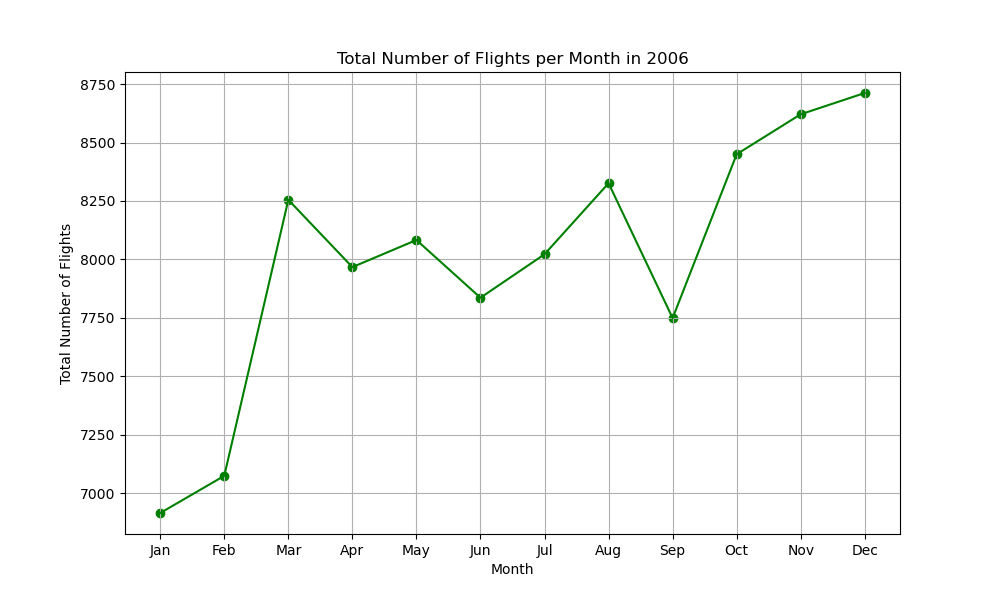 Total Number of Flights per Month in 2006
8750
8500
8250
8000
7750
7500
7250
7000
Total Number of Flights
Jan Feb Mar Apr May Jun Jul Aug Sep Oct Nov Dec
Month